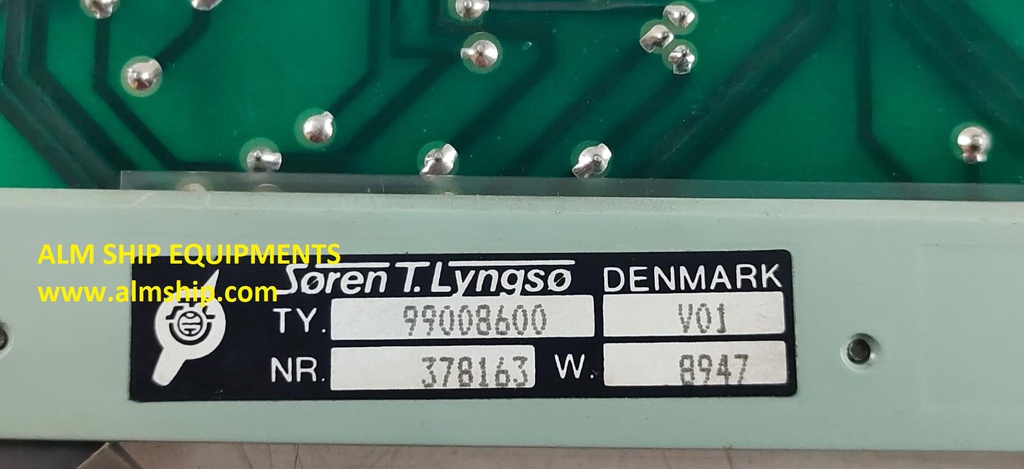 ALM SHIP EQUIPMENTS
www.almship.com
Søren T. Lyngsø DENMARK
TY. 99008600 V01
NR. 378163 W. 8947